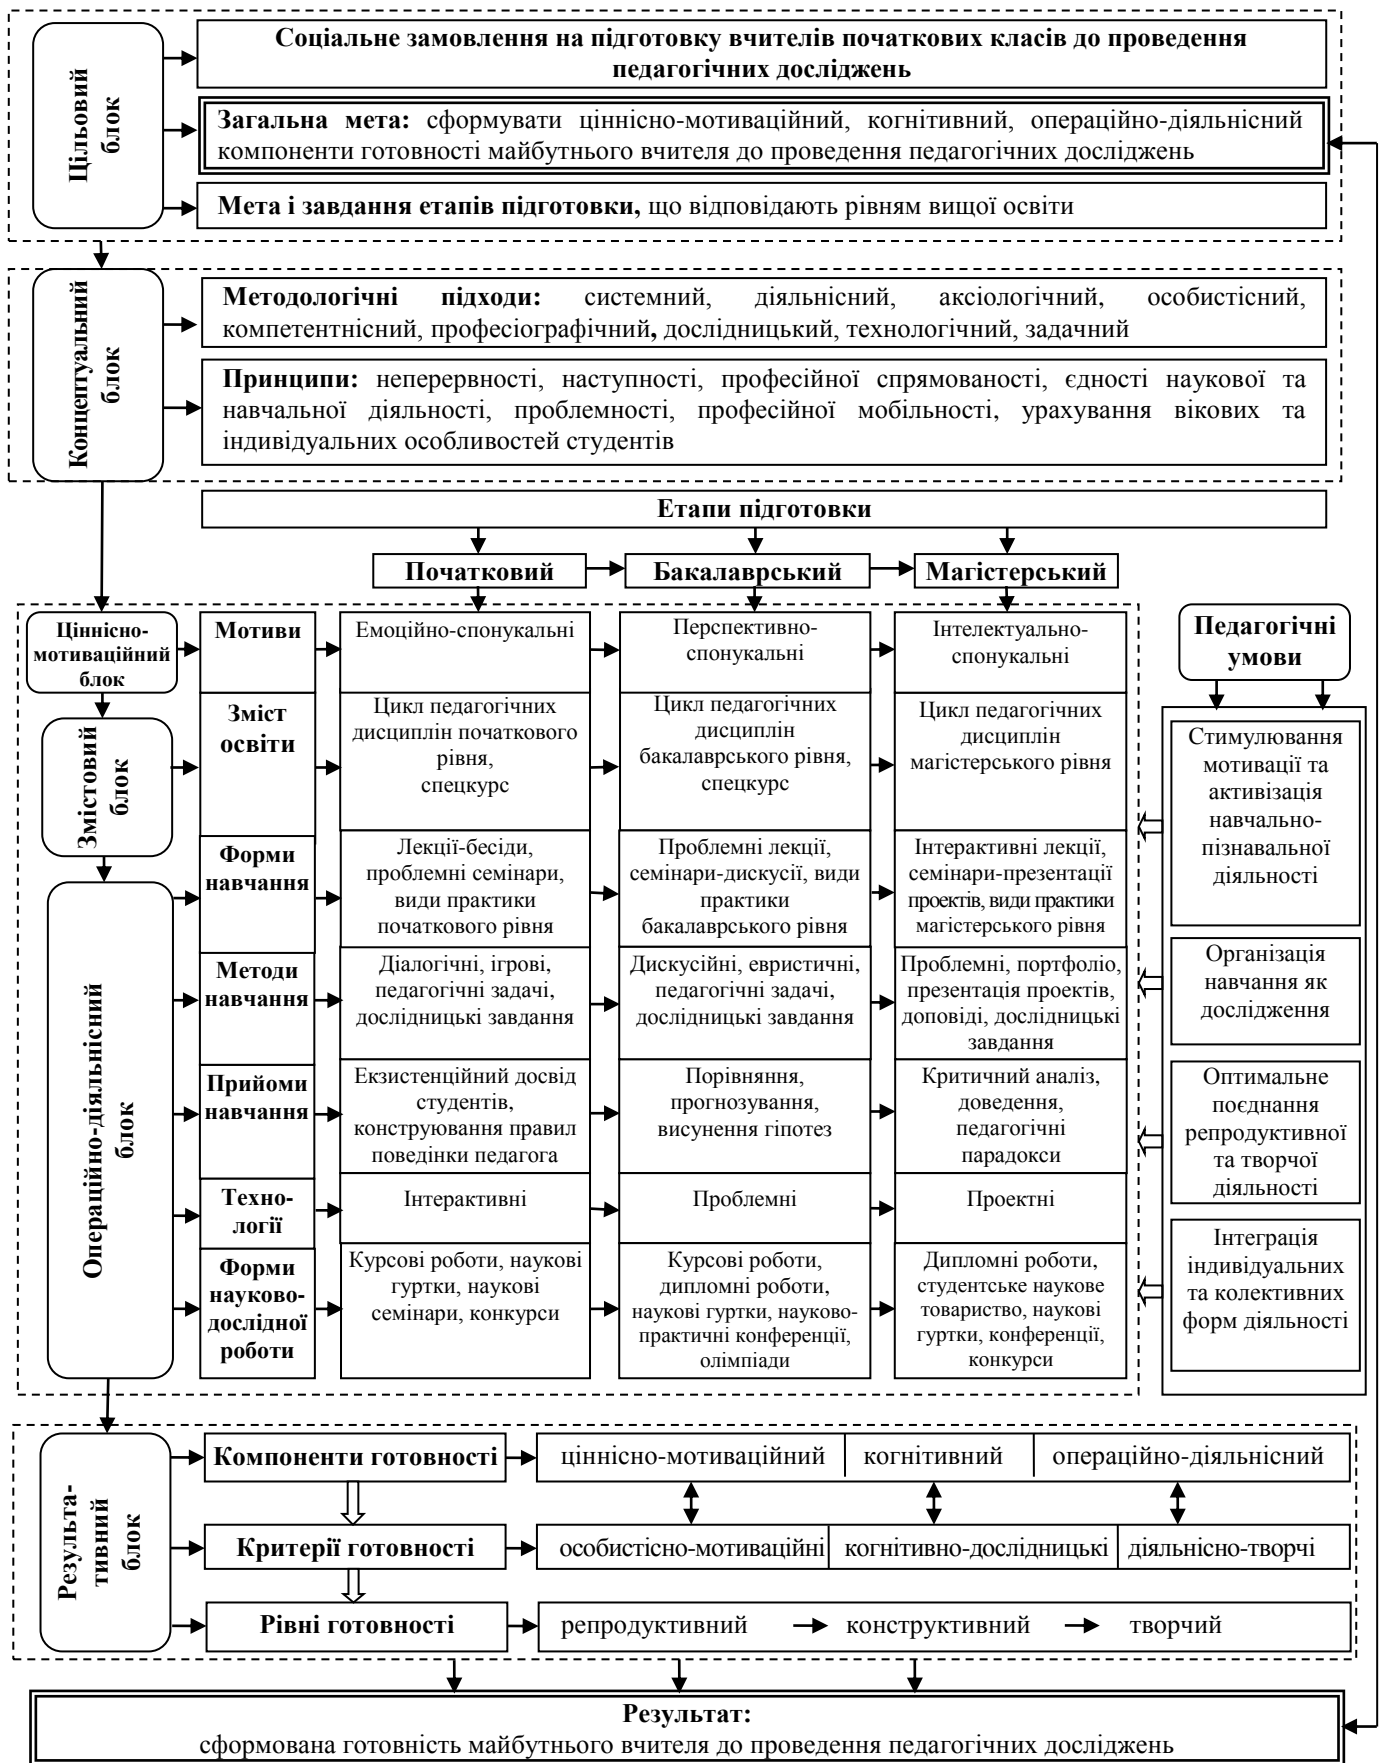 Цільовий
блок
Соціальне замовлення на підготовку вчителів початкових класів до проведення
педагогічних досліджень
Загальна мета: сформувати ціннісно-мотиваційний, когнітивний, операційно-діяльнісний
компоненти готовності майбутнього вчителя до проведення педагогічних досліджень
Мета і завдання етапів підготовки, що відповідають рівням вищої освіти
Концептуальний
блок
Методологічні підходи: системний, діяльнісний, аксіологічний, особистісний,
компетентнісний, професіографічний, дослідницький, технологічний, задачний
Принципи: неперервності, наступності, професійної спрямованості, єдності наукової та
навчальної діяльності, проблемності, професійної мобільності, урахування вікових та
індивідуальних особливостей студентів
Етапи підготовки
Початковий
Бакалаврський
Магістерський
Ціннісно-
мотиваційний
блок
Мотиви
Емоційно-спонукальні
Перспективно-
спонукальні
Інтелектуально-
спонукальні
Змістовий
блок
Зміст
освіти
Цикл педагогічних
дисциплін початкового
рівня,
спецкурс
Цикл педагогічних
дисциплін
бакалаврського рівня,
спецкурс
Цикл педагогічних
дисциплін
магістерського рівня
Операційно-діяльнісний
блок
Форми
навчання
Лекції-бесіди,
проблемні семінари,
види практики
початкового рівня
Проблемні лекції,
семінари-дискусії, види
практики
бакалаврського рівня
Інтерактивні лекції,
семінари-презентації
проектів, види практики
магістерського рівня
Методи
навчання
Діалогічні, ігрові,
педагогічні задачі,
дослідницькі завдання
Дискусійні, евристичні,
педагогічні задачі,
дослідницькі завдання
Проблемні, портфоліо,
презентація проектів,
доповіді, дослідницькі
завдання
Прийоми
навчання
Екзистенційний досвід
студентів,
конструювання правил
поведінки педагога
Порівняння,
прогнозування,
висунення гіпотез
Критичний аналіз,
доведення,
педагогічні
парадокси
Техно-
логії
Інтерактивні
Проблемні
Проектні
Форми
науково-
дослідної
роботи
Курсові роботи, наукові
гуртки, наукові
семінари, конкурси
Курсові роботи,
дипломні роботи,
наукові гуртки, науково-
практичні конференції,
олімпіади
Дипломні роботи,
студентське наукове
товариство, наукові
гуртки, конференції,
конкурси
Педагогічні
умови
Стимулювання
мотивації та
активізація
навчально-
пізнавальної
діяльності
Організація
навчання як
дослідження
Оптимальне
поєднання
репродуктивної
та творчої
діяльності
Інтеграція
індивідуальних
та колективних
форм діяльності
Результа-
тивний
блок
Компоненти готовності
ціннісно-мотиваційний
когнітивний
операційно-діяльнісний
Критерії готовності
особистісно-мотиваційні
когнітивно-дослідницькі
діяльнісно-творчі
Рівні готовності
репродуктивний
конструктивний
творчий
Результат:
сформована готовність майбутнього вчителя до проведення педагогічних досліджень